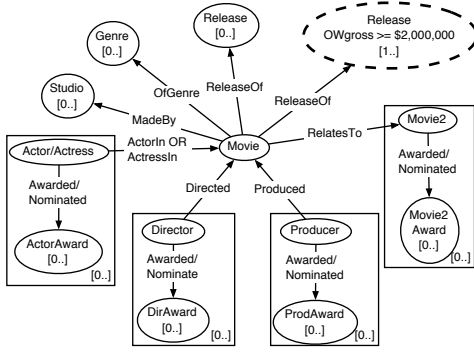 Release
[0..]
Release
OWgross >= $2,000,000
[1..]
Genre
[0..]
Studio
[0..]
OfGenre
ReleaseOf
ReleaseOf
MadeBy
Actor/Actress
ActorIn OR
ActressIn
Movie
RelatesTo
Movie2
Awarded/
Nominated
ActorAward
[0..]
[0..]
Directed
Produced
Awarded/
Nominated
Movie2
Award
[0..]
[0..]
Director
Awarded/
Nominate
DirAward
[0..]
[0..]
Producer
Awarded/
Nominated
ProdAward
[0..]
[0..]